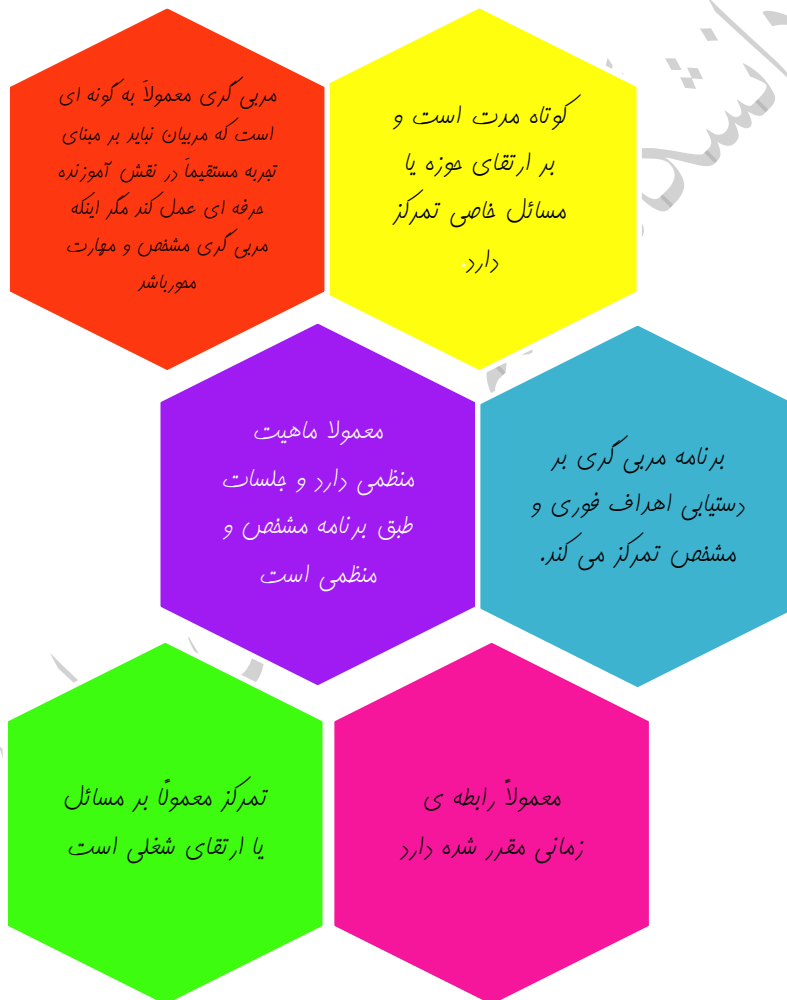 کوتاه مدت است و
بر ارتقای حوزه یا
مسائل خاصی تمرکز
دارد.
مربی گری معمولاً به گونه ای
است که مربیان نباید بر مبنای
تجربه مستقیماً در نقش آموزنده
حرفه ای عمل کند مگر اینکه
مربی گری مشخص و مهارت
محورباشد
برنامه مربی گری بر
دستیابی اهداف فوری و
مشخص تمرکز می کند.
معمولا ماهیت
منظمی دارد و جلسات
طبق برنامه مشخص و
منظمی است
معمولاً رابطه ی
زمانی مقرر شده دارد
تمرکز معمولًا بر مسائل
یا ارتقای شغلی است